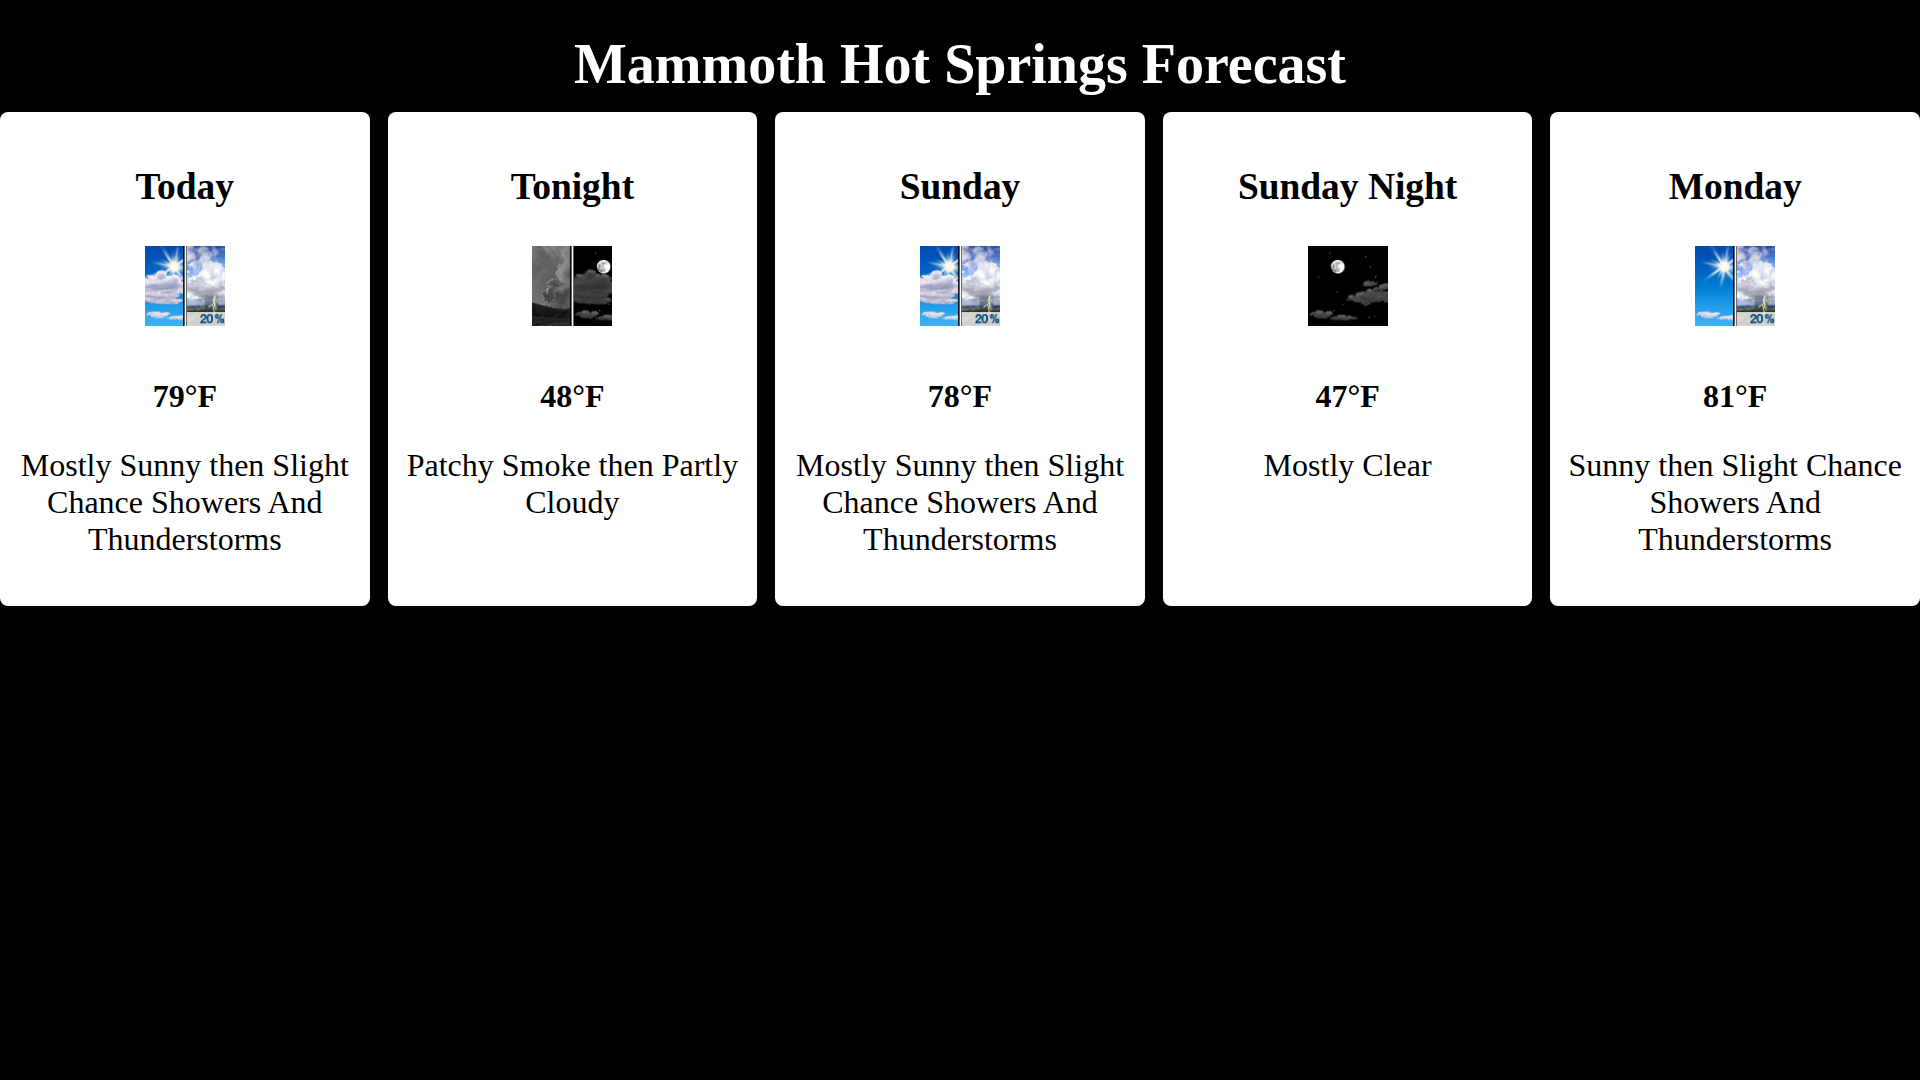 Mammoth Hot Springs Forecast
Today
20%
79°F
Mostly Sunny then Slight
Chance Showers And
Thunderstorms
Tonight
48°F
Patchy Smoke then Partly
Cloudy
Sunday
20%
78°F
Mostly Sunny then Slight
Chance Showers And
Thunderstorms
Sunday Night
47°F
Mostly Clear
Monday
20%
81°F
Sunny then Slight Chance
Showers And
Thunderstorms